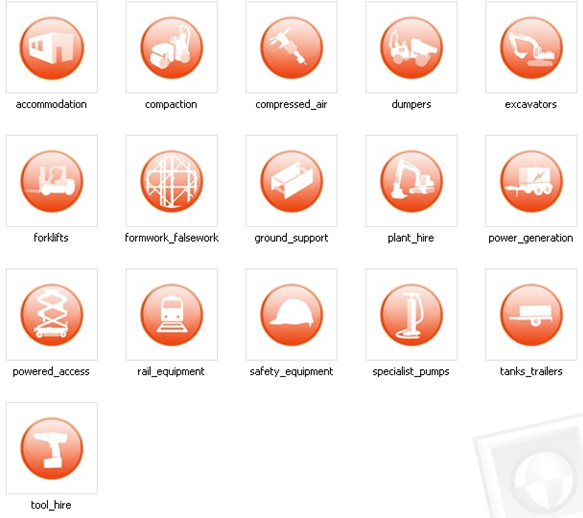 accommodation
compaction
compressed_air
dumpers
excavators
forklifts
formwork_falsework
ground_support
plant_hire
power_generation
powered_access
rail_equipment
safety_equipment
specialist_pumps
tanks_trailers
tool_hire